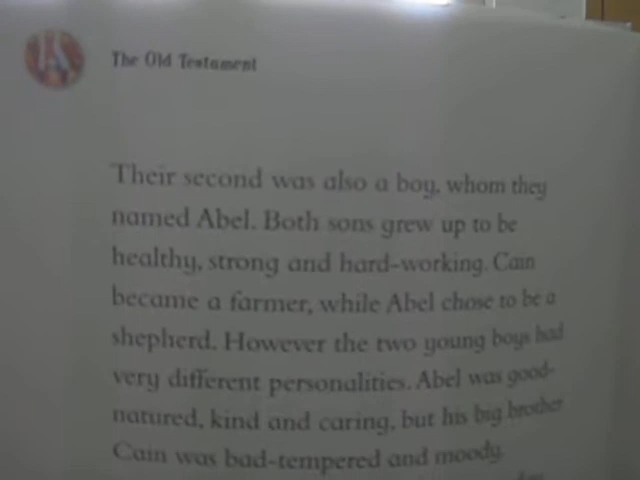 The Old Testament
Their second was also a boy, whom they
named Abel. Both sons grew up to be
healthy, strong and hard-working. Cain
became a farmer, while Abel chose to be a
shepherd. However the two young boys had
very different personalities. Abel was good-
natured, kind and caring, but his big brother
Cain was bad-tempered and moody.